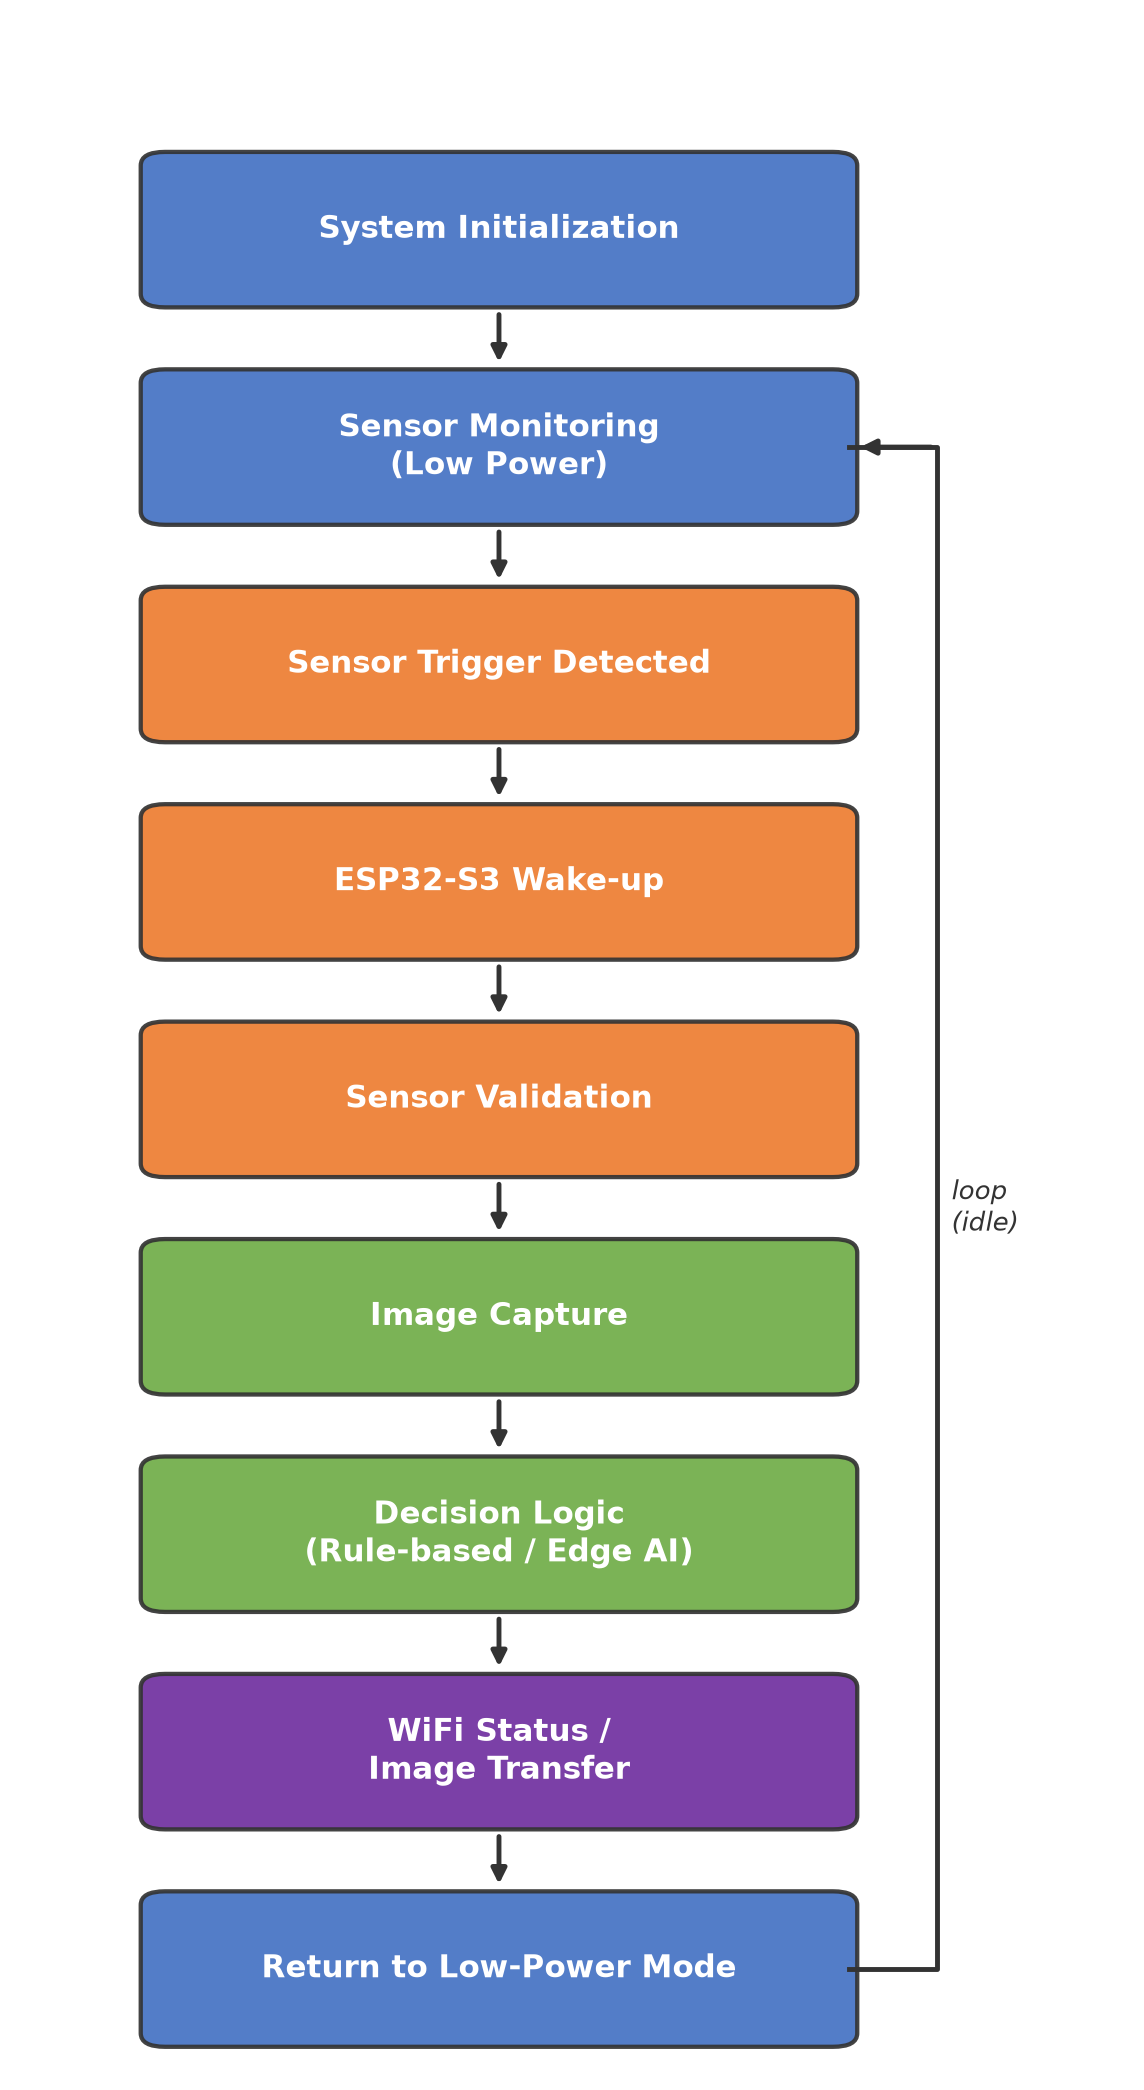 System Initialization
Sensor Monitoring
(Low Power)
Sensor Trigger Detected
ESP32-S3 Wake-up
Sensor Validation
loop
(idle)
Image Capture
Decision Logic
(Rule-based / Edge AI)
WiFi Status /
Image Transfer
Return to Low-Power Mode